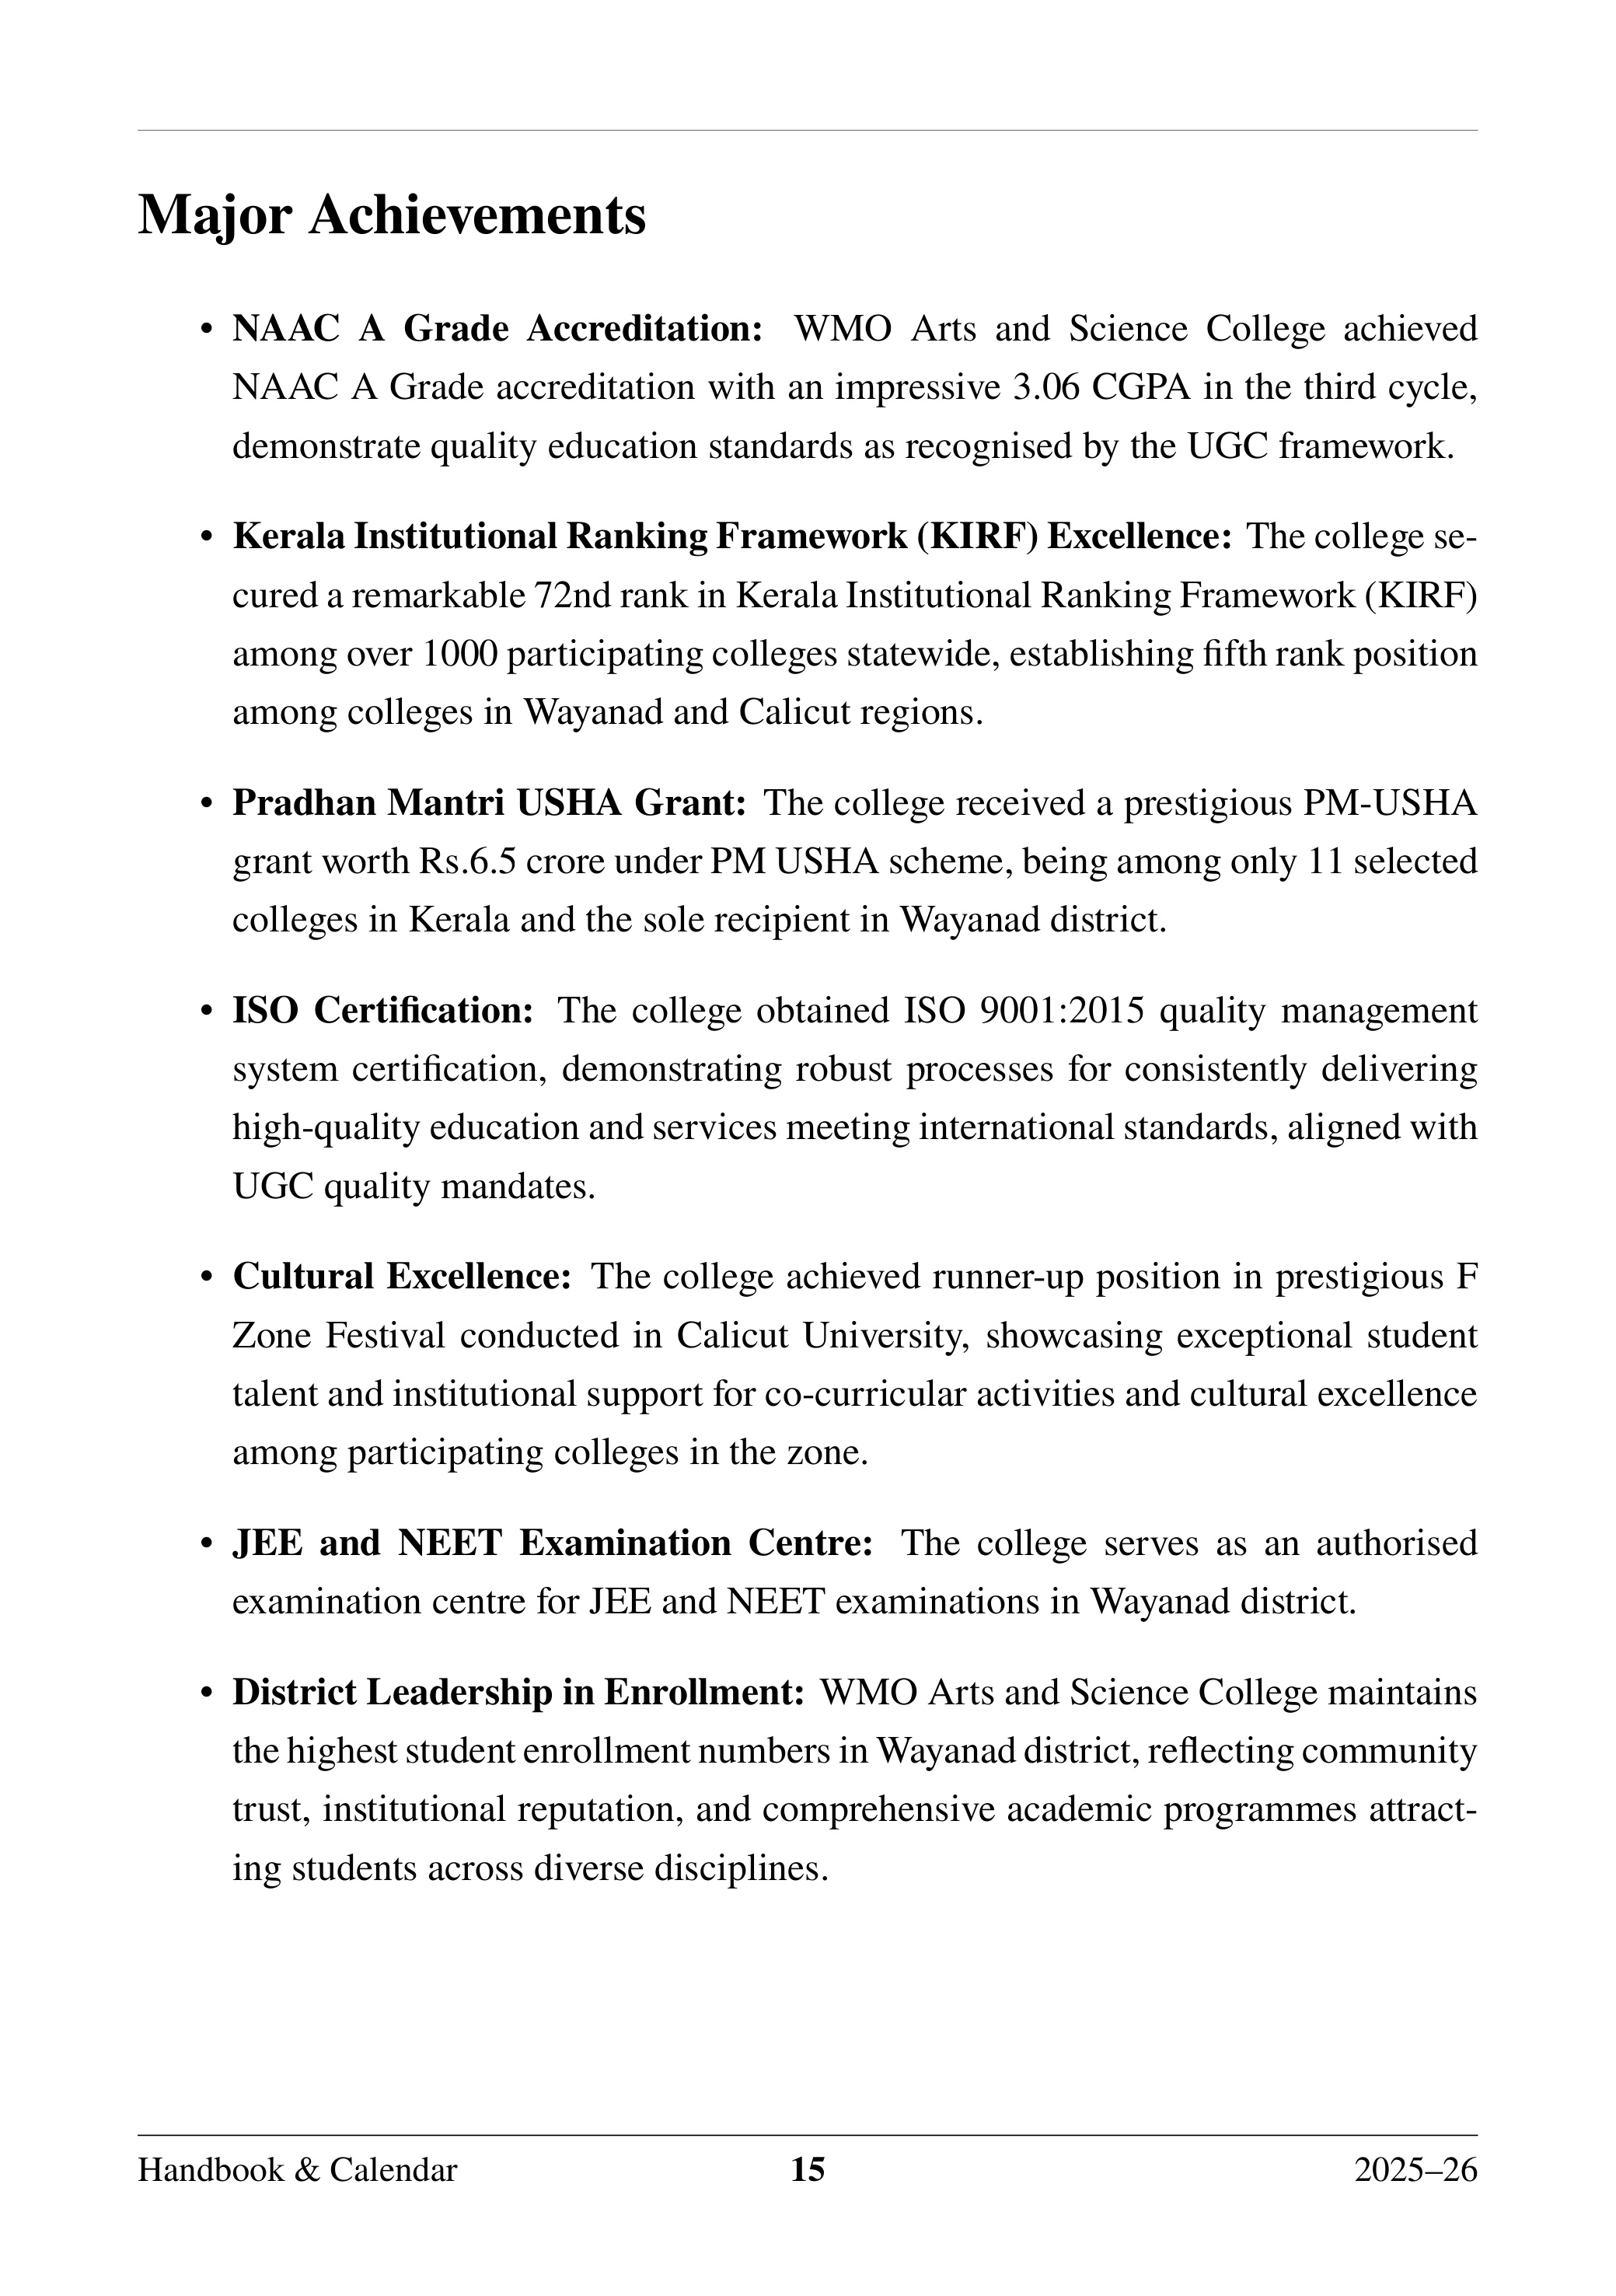 Major Achievements
• NAAC A Grade Accreditation: WMO Arts and Science College achieved
NAAC A Grade accreditation with an impressive 3.06 CGPA in the third cycle,
demonstrate quality education standards as recognised by the UGC framework.
• Kerala Institutional Ranking Framework (KIRF) Excellence: The college se-
cured a remarkable 72nd rank in Kerala Institutional Ranking Framework (KIRF)
among over 1000 participating colleges statewide, establishing fifth rank position
among colleges in Wayanad and Calicut regions.
• Pradhan Mantri USHA Grant: The college received a prestigious PM-USHA
grant worth Rs.6.5 crore under PM USHA scheme, being among only 11 selected
colleges in Kerala and the sole recipient in Wayanad district.
• ISO Certification: The college obtained ISO 9001:2015 quality management
system certification, demonstrating robust processes for consistently delivering
high-quality education and services meeting international standards, aligned with
UGC quality mandates.
• Cultural Excellence: The college achieved runner-up position in prestigious F
Zone Festival conducted in Calicut University, showcasing exceptional student
talent and institutional support for co-curricular activities and cultural excellence
among participating colleges in the zone.
• JEE and NEET Examination Centre: The college serves as an authorised
examination centre for JEE and NEET examinations in Wayanad district.
• District Leadership in Enrollment: WMO Arts and Science College maintains
the highest student enrollment numbers in Wayanad district, reflecting community
trust, institutional reputation, and comprehensive academic programmes attract-
ing students across diverse disciplines.
Handbook & Calendar 15 2025–26